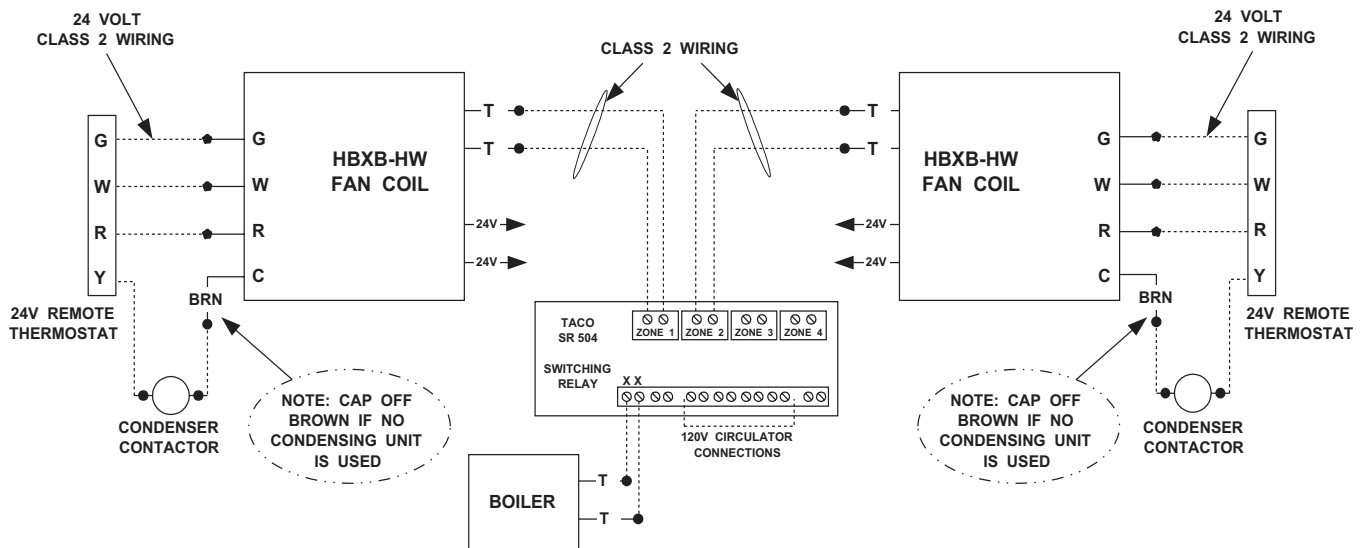 24 VOLT
CLASS 2 WIRING
CLASS 2 WIRING
24 VOLT
CLASS 2 WIRING
G
W
R
Y
24V REMOTE
THERMOSTAT
G
W
R
C
BRN
HBXB-HW
FAN COIL
T
T
24V
24V
CONDENSER
CONTACTOR
NOTE: CAP OFF
BROWN IF NO
CONDENSING UNIT
IS USED
TACO
SR 504
SWITCHING
RELAY
ZONE 1
ZONE 2
ZONE 3
ZONE 4
X X
120V CIRCULATOR
CONNECTIONS
BOILER
T
T
T
T
24V
24V
HBXB-HW
FAN COIL
G
W
R
C
BRN
G
W
R
Y
24V REMOTE
THERMOSTAT
NOTE: CAP OFF
BROWN IF NO
CONDENSING UNIT
IS USED
CONDENSER
CONTACTOR